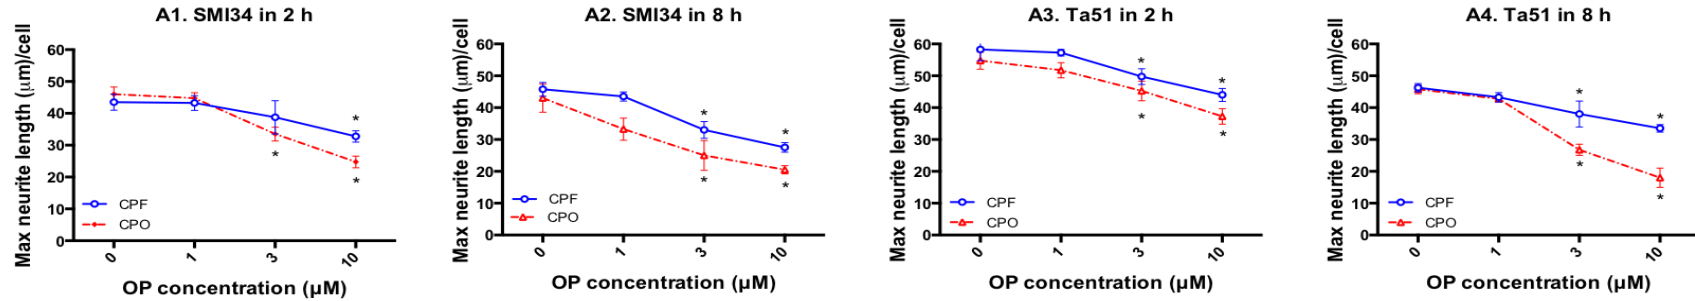 A1. SMI34 in 2 h
Max neurite length (μm)/cell
60
50
40
30
20
10
0
*
*
*
CPF
CPO
0
1
3
10
OP concentration (μM)
A2. SMI34 in 8 h
Max neurite length (μm)/cell
60
50
40
30
20
10
0
*
*
*
*
CPF
CPO
0
1
3
10
OP concentration (μM)
A3. Ta51 in 2 h
Max neurite length (μm)/cell
60
50
40
30
20
10
0
*
*
*
*
CPF
CPO
0
1
3
10
OP concentration (μM)
A4. Ta51 in 8 h
Max neurite length (μm)/cell
60
50
40
30
20
10
0
*
*
*
*
CPF
CPO
0
1
3
10
OP concentration (μM)